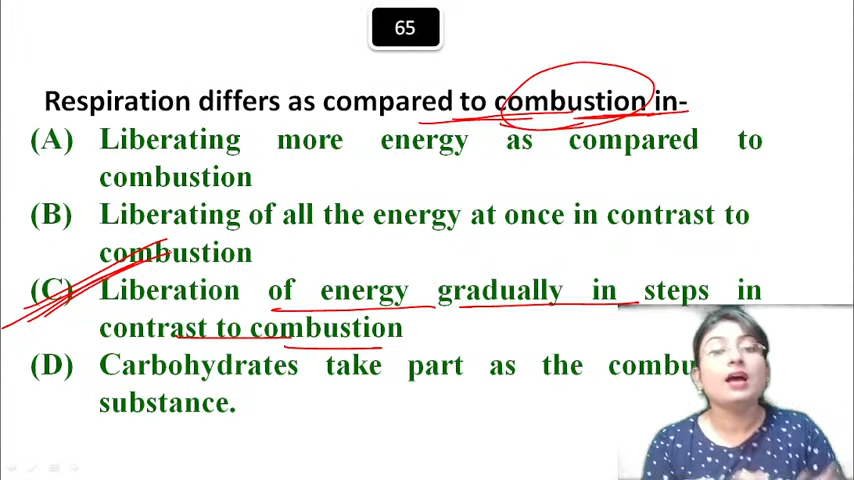 65
Respiration differs as compared to combustion in-
(A) Liberating more energy as compared to
combustion
(B) Liberating of all the energy at once in contrast to
combustion
(C) Liberation of energy gradually in steps in
contrast to combustion
(D) Carbohydrates take part as the
substance.